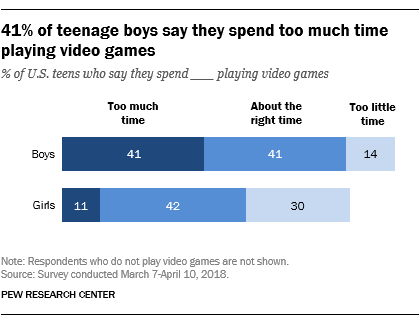 41% of teenage boys say they spend too much time
playing video games
% of U.S. teens who say they spend ___ playing video games
Too much
time
About the
right time
Too little
time
Boys 41 41 14
Girls 11 42 30
Note: Respondents who do not play video games are not shown.
Source: Survey conducted March 7-April 10, 2018.
PEW RESEARCH CENTER